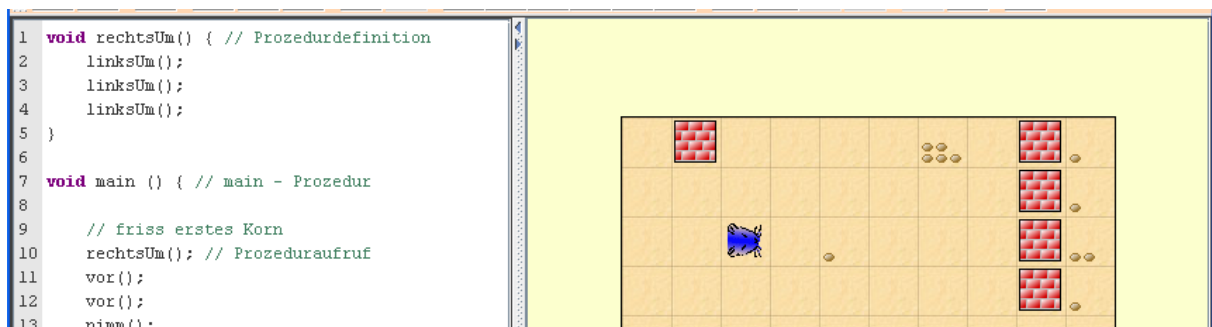 1 void rechtsUm() { // Prozedurdefinition
2 linksUm();
3 linksUm();
4 linksUm();
5 }
6
7 void main () { // main - Prozedur
8
9 // friss erstes Korn
10 rechtsUm(); // Prozeduraufruf
11 vor();
12 vor();
13 nimm();